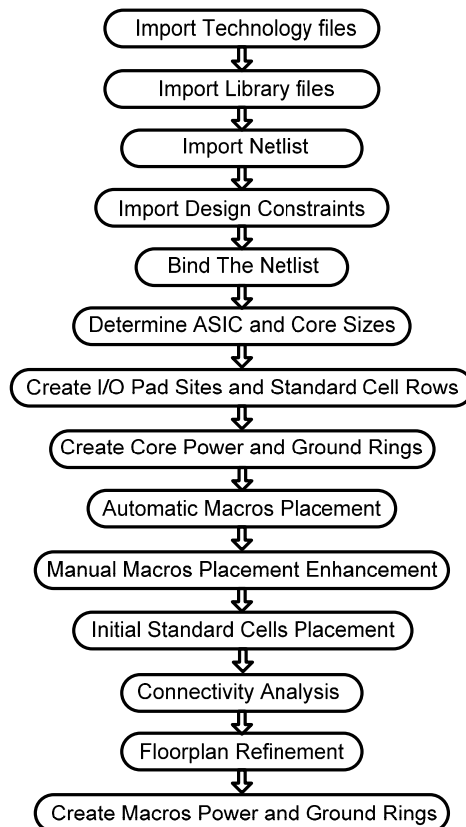 Import Technology files
Import Library files
Import Netlist
Import Design Constraints
Bind The Netlist
Determine ASIC and Core Sizes
Create I/O Pad Sites and Standard Cell Rows
Create Core Power and Ground Rings
Automatic Macros Placement
Manual Macros Placement Enhancement
Initial Standard Cells Placement
Connectivity Analysis
Floorplan Refinement
Create Macros Power and Ground Rings